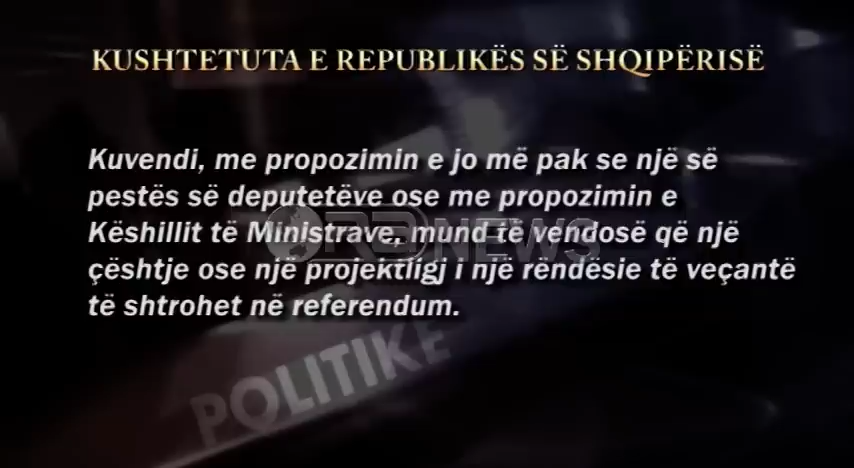 KUSHTETUTA E REPUBLIKËS SË SHQIPËRISË
Kuvendi, me propozimin e jo më pak se një së
pestës së deputetëve ose me propozimin e
Këshillit të Ministrave, mund të vendosë që një
çështje ose një projektligj i një rëndësie të veçantë
të shtrohet në referendum.
NEWS
POLITIKE